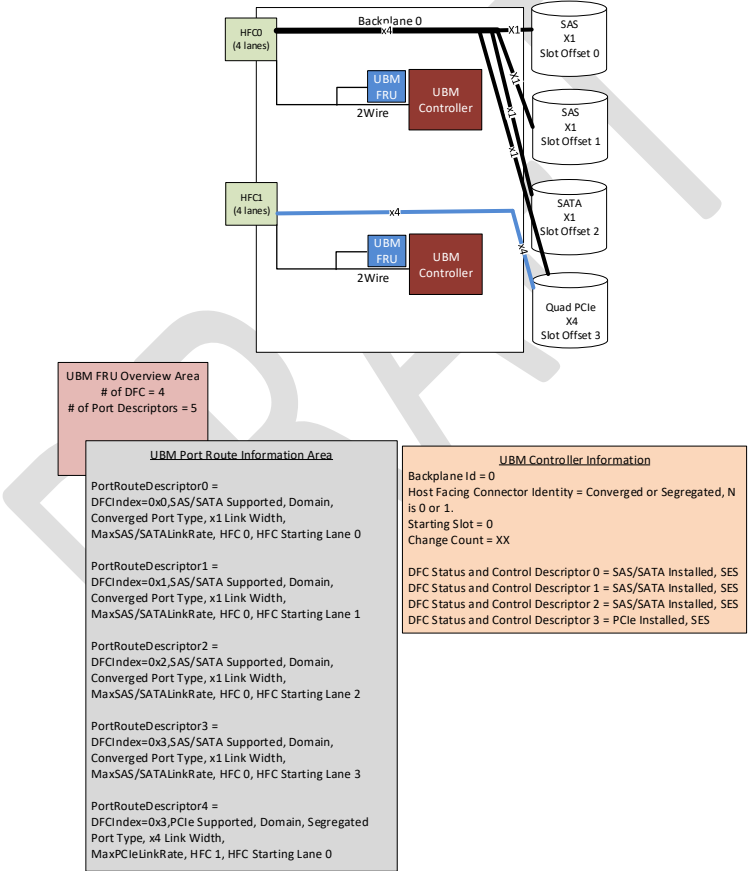 Backplane 0
HFC0
(4 lanes)
x4
X1
SAS
X1
Slot Offset 0
UBM
FRU
UBM
Controller
2Wire
X1
SAS
X1
Slot Offset 1
X1
X1
HFC1
(4 lanes)
x4
SATA
X1
Slot Offset 2
UBM
FRU
UBM
Controller
2Wire
x4
Quad PCIe
X4
Slot Offset 3
UBM FRU Overview Area
# of DFC = 4
# of Port Descriptors = 5
UBM Port Route Information Area
PortRouteDescriptor0 =
DFCIndex=0x0,SAS/SATA Supported, Domain,
Converged Port Type, x1 Link Width,
MaxSAS/SATALinkRate, HFC 0, HFC Starting Lane 0
PortRouteDescriptor1 =
DFCIndex=0x1,SAS/SATA Supported, Domain,
Converged Port Type, x1 Link Width,
MaxSAS/SATALinkRate, HFC 0, HFC Starting Lane 1
PortRouteDescriptor2 =
DFCIndex=0x2,SAS/SATA Supported, Domain,
Converged Port Type, x1 Link Width,
MaxSAS/SATALinkRate, HFC 0, HFC Starting Lane 2
PortRouteDescriptor3 =
DFCIndex=0x3,SAS/SATA Supported, Domain,
Converged Port Type, x1 Link Width,
MaxSAS/SATALinkRate, HFC 0, HFC Starting Lane 3
PortRouteDescriptor4 =
DFCIndex=0x3,PCIe Supported, Domain, Segregated
Port Type, x4 Link Width,
MaxPCIeLinkRate, HFC 1, HFC Starting Lane 0
UBM Controller Information
Backplane Id = 0
Host Facing Connector Identity = Converged or Segregated, N
is 0 or 1.
Starting Slot = 0
Change Count = XX
DFC Status and Control Descriptor 0 = SAS/SATA Installed, SES
DFC Status and Control Descriptor 1 = SAS/SATA Installed, SES
DFC Status and Control Descriptor 2 = SAS/SATA Installed, SES
DFC Status and Control Descriptor 3 = PCIe Installed, SES